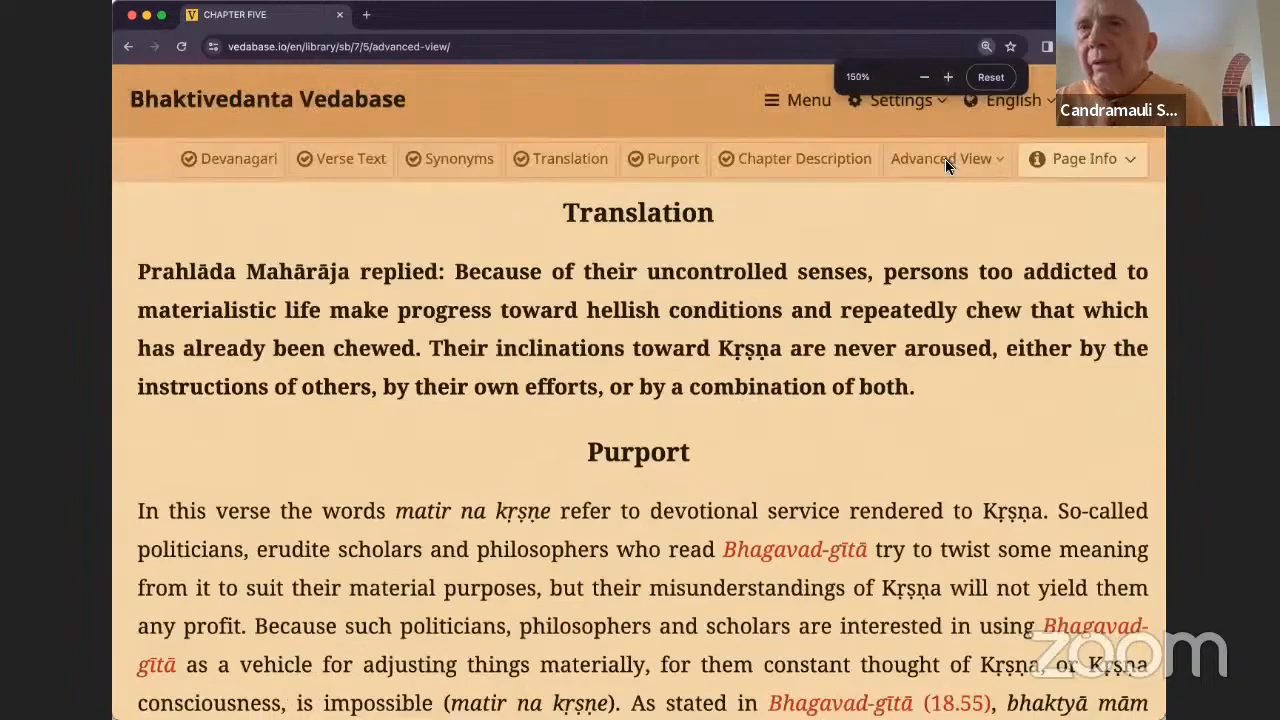 CHAPTER FIVE
vedabase.io/en/library/sb/7/5/advanced-view/
150% Reset
Bhaktivedanta Vedabase
Menu Settings English
Candramauli S...
Devanagari Verse Text Synonyms Translation Purport Chapter Description Advanced View Page Info
Translation
Prahlāda Mahārāja replied: Because of their uncontrolled senses, persons too addicted to
materialistic life make progress toward hellish conditions and repeatedly chew that which
has already been chewed. Their inclinations toward Kṛṣṇa are never aroused, either by the
instructions of others, by their own efforts, or by a combination of both.
Purport
In this verse the words matir na kṛṣṇe refer to devotional service rendered to Kṛṣṇa. So-called
politicians, erudite scholars and philosophers who read Bhagavad-gītā try to twist some meaning
from it to suit their material purposes, but their misunderstandings of Kṛṣṇa will not yield them
any profit. Because such politicians, philosophers and scholars are interested in using Bhagavad-
gītā as a vehicle for adjusting things materially, for them constant thought of Kṛṣṇa, or Kṛṣṇa
consciousness, is impossible (matir na kṛṣṇe). As stated in Bhagavad-gītā (18.55), bhaktyā mām
zoom